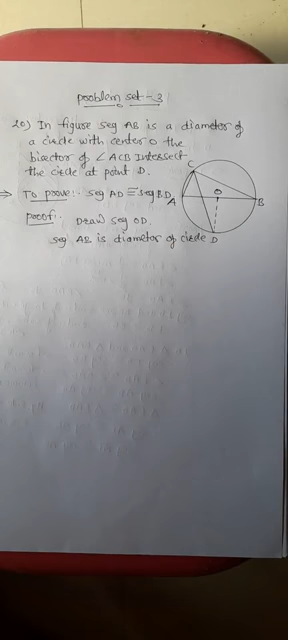 problem set - 3
20) In figure seg AB is a diameter of
a circle with center O the
bisector of ∠ACB Intersect
the circle at point D.
⇒ TO prove:- seg AD ≅ seg BD.
proof:- Draw seg OD.
seg AB is diameter of circle
C
O
A
B
D